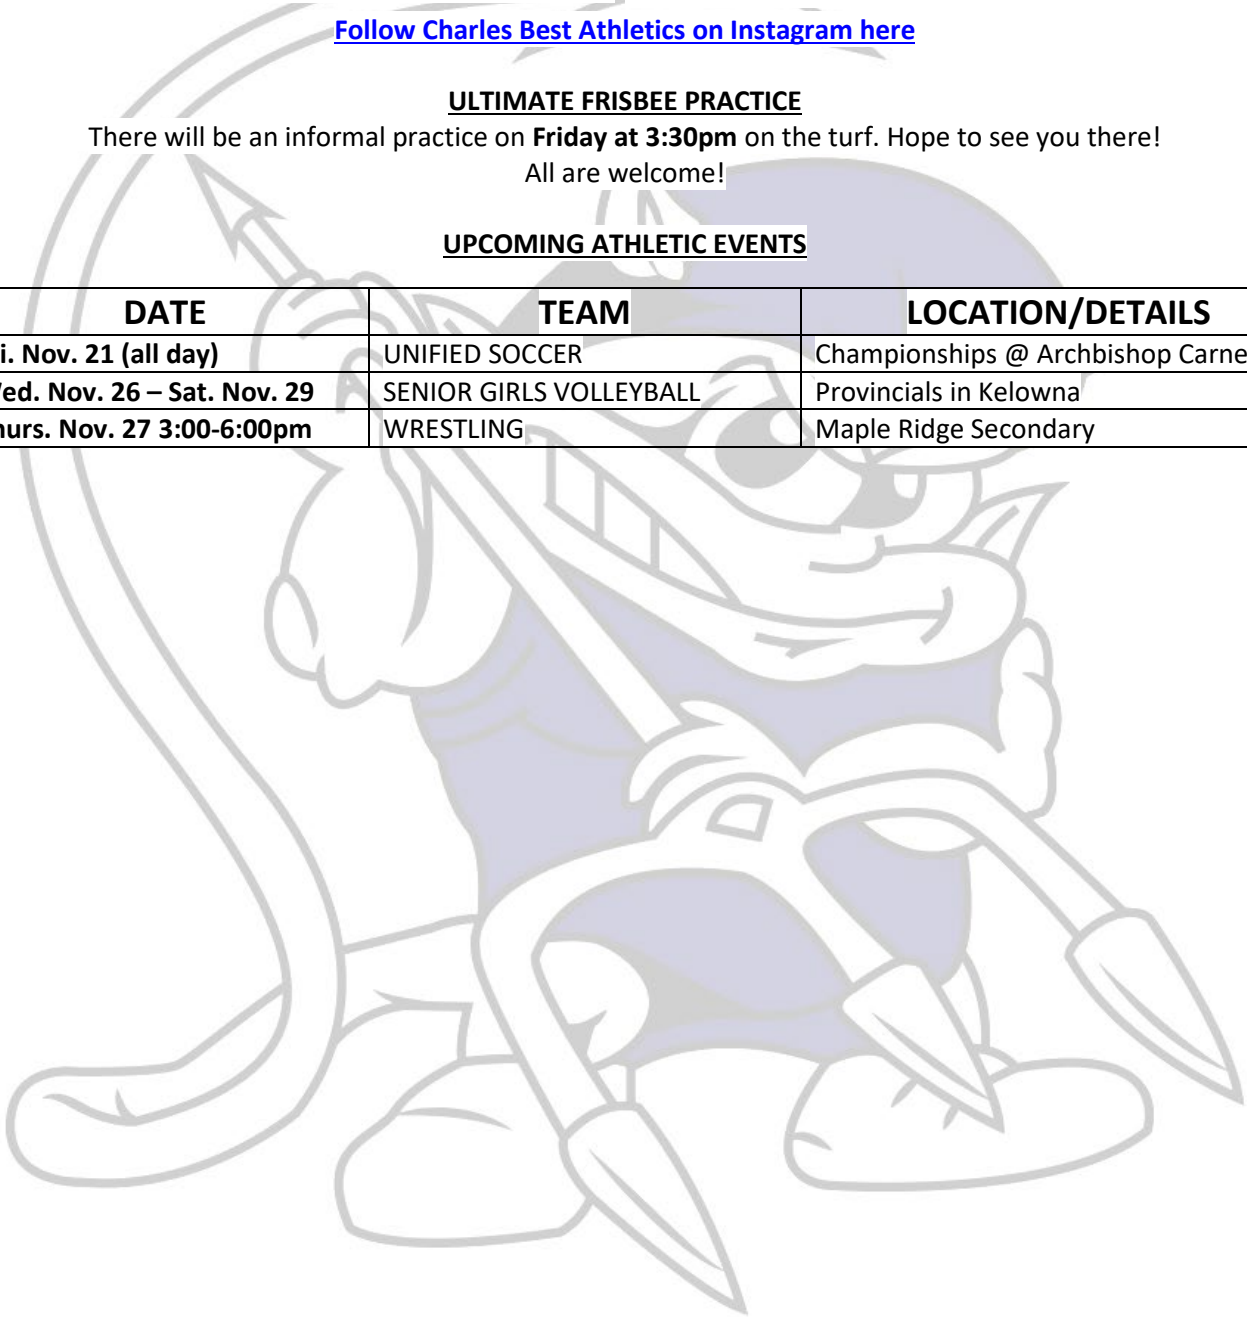 Follow Charles Best Athletics on Instagram here
ULTIMATE FRISBEE PRACTICE
There will be an informal practice on Friday at 3:30pm on the turf. Hope to see you there!
All are welcome!
UPCOMING ATHLETIC EVENTS
DATE TEAM LOCATION/DETAILS
i. Nov. 21 (all day) UNIFIED SOCCER Championships @ Archbishop Carne
ed. Nov. 26 – Sat. Nov. 29 SENIOR GIRLS VOLLEYBALL Provincials in Kelowna
urs. Nov. 27 3:00-6:00pm WRESTLING Maple Ridge Secondary